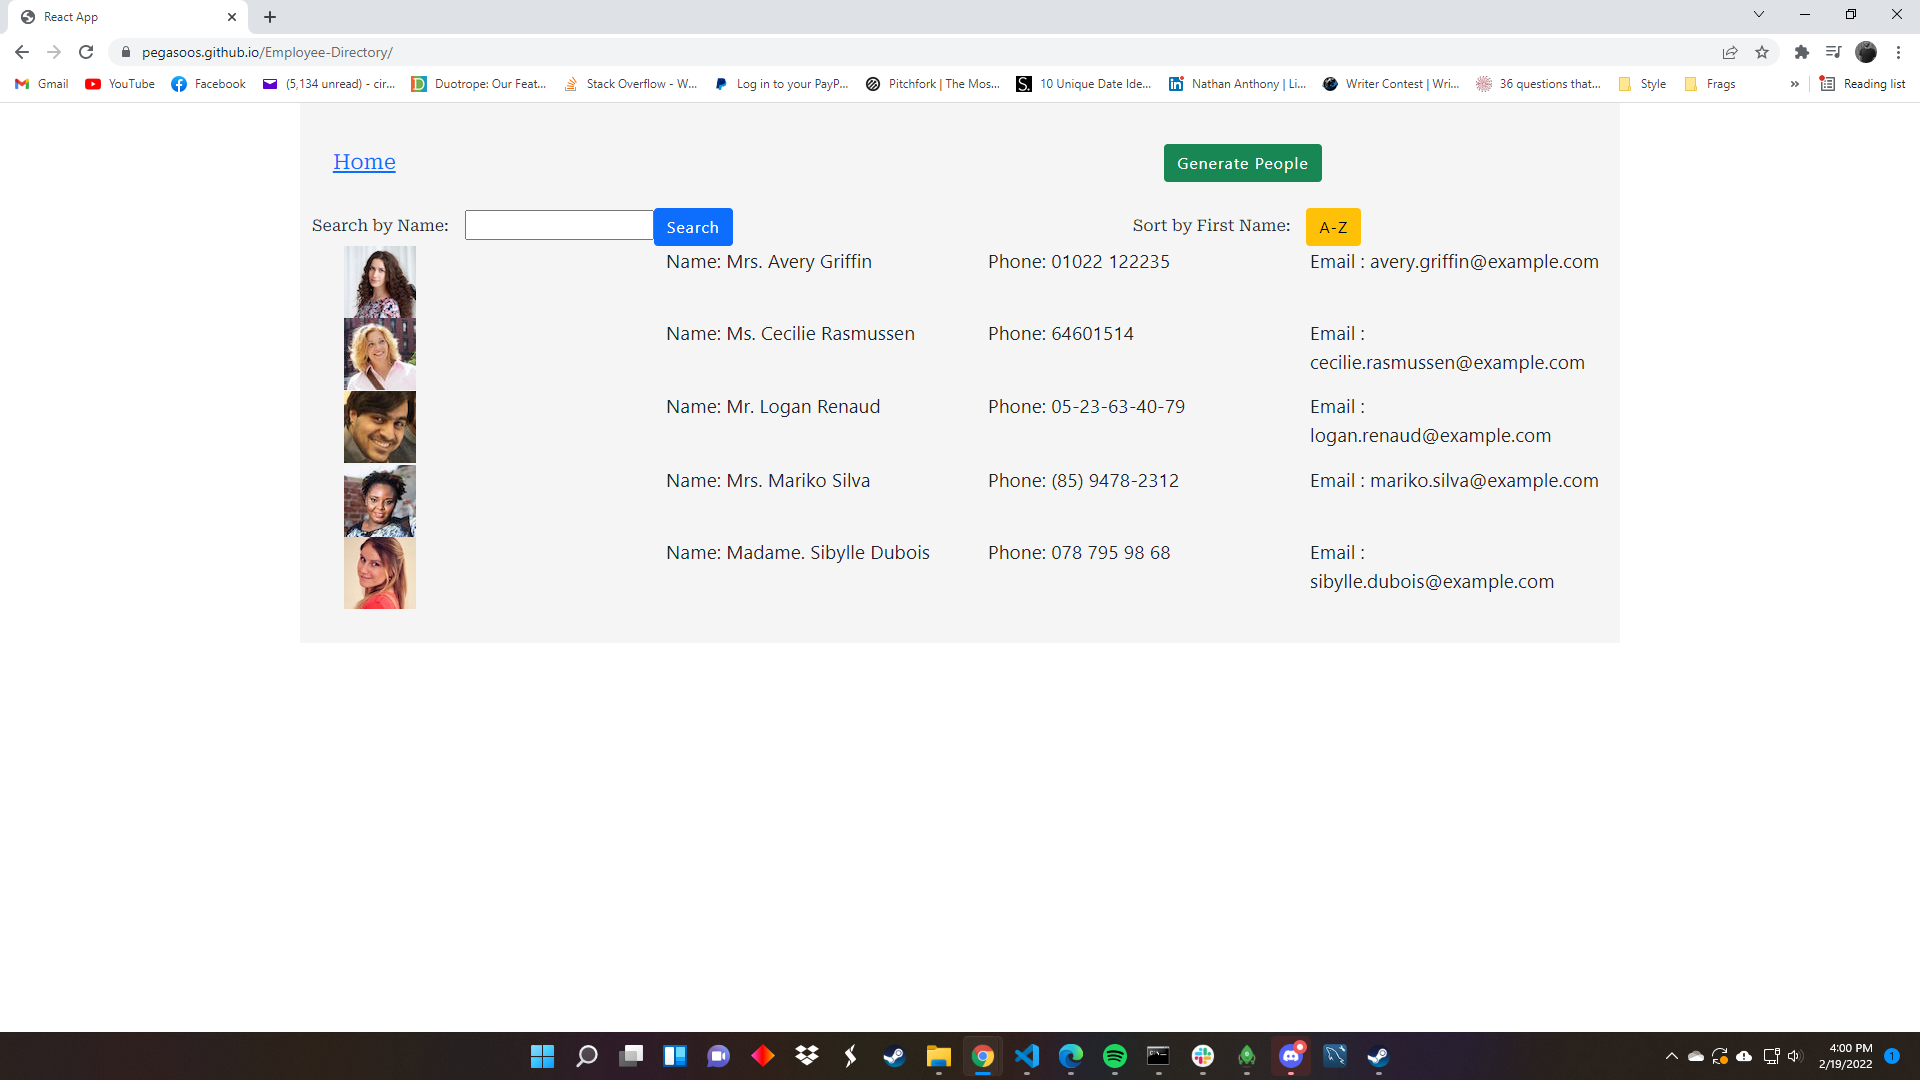 React App
pegasoos.github.io/Employee-Directory/
Gmail YouTube Facebook (5,134 unread) - cir... Duotrope: Our Feat... Stack Overflow - W... Log in to your PayP... Pitchfork | The Mos... S. 10 Unique Date Ide... Nathan Anthony | Li... Writer Contest | Wri... 36 questions that... Style Frags » Reading list
Home Generate People
Search by Name: Search Sort by First Name: A-Z
Name: Mrs. Avery Griffin Phone: 01022 122235 Email : avery.griffin@example.com
Name: Ms. Cecilie Rasmussen Phone: 64601514 Email :
cecilie.rasmussen@example.com
Name: Mr. Logan Renaud Phone: 05-23-63-40-79 Email :
logan.renaud@example.com
Name: Mrs. Mariko Silva Phone: (85) 9478-2312 Email : mariko.silva@example.com
Name: Madame. Sibylle Dubois Phone: 078 795 98 68 Email :
sibylle.dubois@example.com
4:00 PM
2/19/2022
1